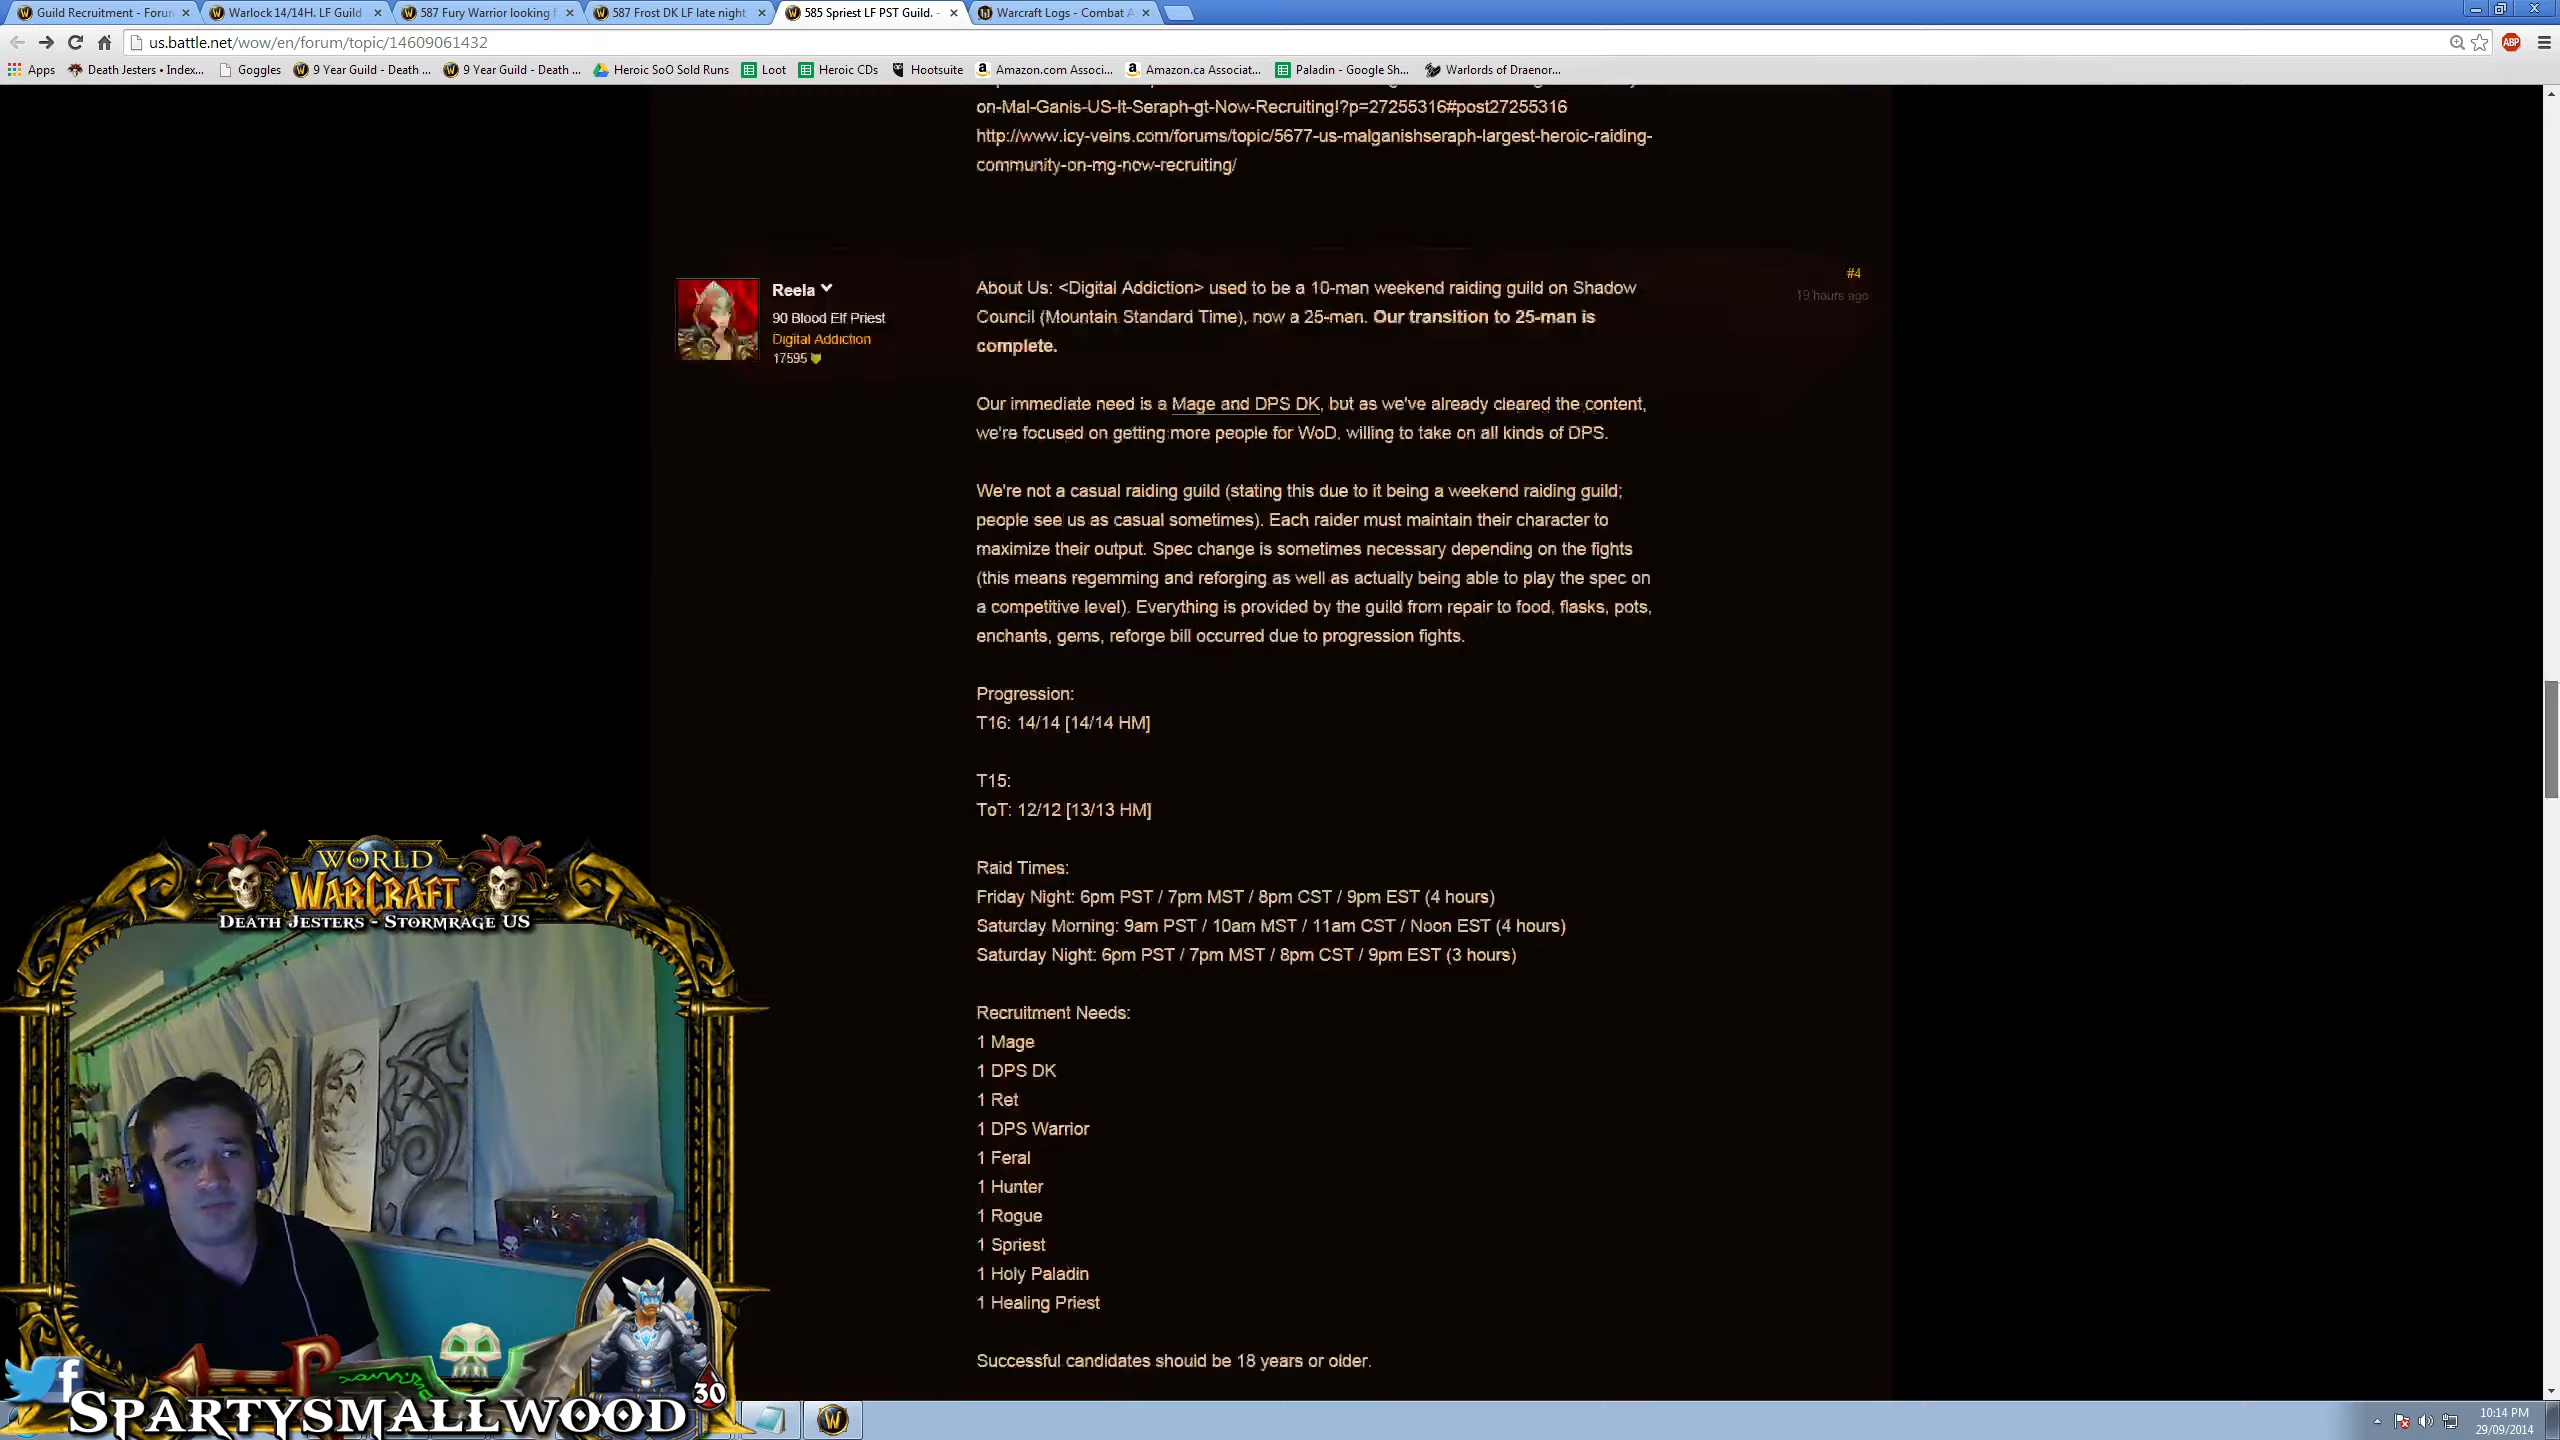 Guild Recruitment - Forun
Warlock 14/14H. LF Guild
587 Fury Warrior looking f
587 Frost DK LF late night
585 Spriest LF PST Guild. -
Warcraft Logs - Combat A
us.battle.net/wow/en/forum/topic/14609061432
ABP
Apps
Death Jesters • Index...
Goggles
9 Year Guild - Death ...
9 Year Guild - Death ...
Heroic SoO Sold Runs
Loot
Heroic CDs
Hootsuite
Amazon.com Associ...
Amazon.ca Associat...
Paladin - Google Sh...
Warlords of Draenor...
on-Mal-Ganis-US-lt-Seraph-gt-Now-Recruiting!?p=27255316#post27255316
http://www.icy-veins.com/forums/topic/5677-us-malganishseraph-largest-heroic-raiding-
community-on-mg-now-recruiting/
Reela
90 Blood Elf Priest
Digital Addiction
17595
#4
19 hours ago
About Us: <Digital Addiction> used to be a 10-man weekend raiding guild on Shadow
Council (Mountain Standard Time), now a 25-man. Our transition to 25-man is
complete.
Our immediate need is a Mage and DPS DK, but as we've already cleared the content,
we're focused on getting more people for WoD, willing to take on all kinds of DPS.
We're not a casual raiding guild (stating this due to it being a weekend raiding guild;
people see us as casual sometimes). Each raider must maintain their character to
maximize their output. Spec change is sometimes necessary depending on the fights
(this means regemming and reforging as well as actually being able to play the spec on
a competitive level). Everything is provided by the guild from repair to food, flasks, pots,
enchants, gems, reforge bill occurred due to progression fights.
Progression:
T16: 14/14 [14/14 HM]
T15:
ToT: 12/12 [13/13 HM]
Raid Times:
Friday Night: 6pm PST / 7pm MST / 8pm CST / 9pm EST (4 hours)
Saturday Morning: 9am PST / 10am MST / 11am CST / Noon EST (4 hours)
Saturday Night: 6pm PST / 7pm MST / 8pm CST / 9pm EST (3 hours)
Recruitment Needs:
1 Mage
1 DPS DK
1 Ret
1 DPS Warrior
1 Feral
1 Hunter
1 Rogue
1 Spriest
1 Holy Paladin
1 Healing Priest
Successful candidates should be 18 years or older.
WORLD
OF
WARCRAFT
DEATH JESTERS - STORMRAGE US
30
SPARTYSMALLWOOD
10:14 PM
29/09/2014